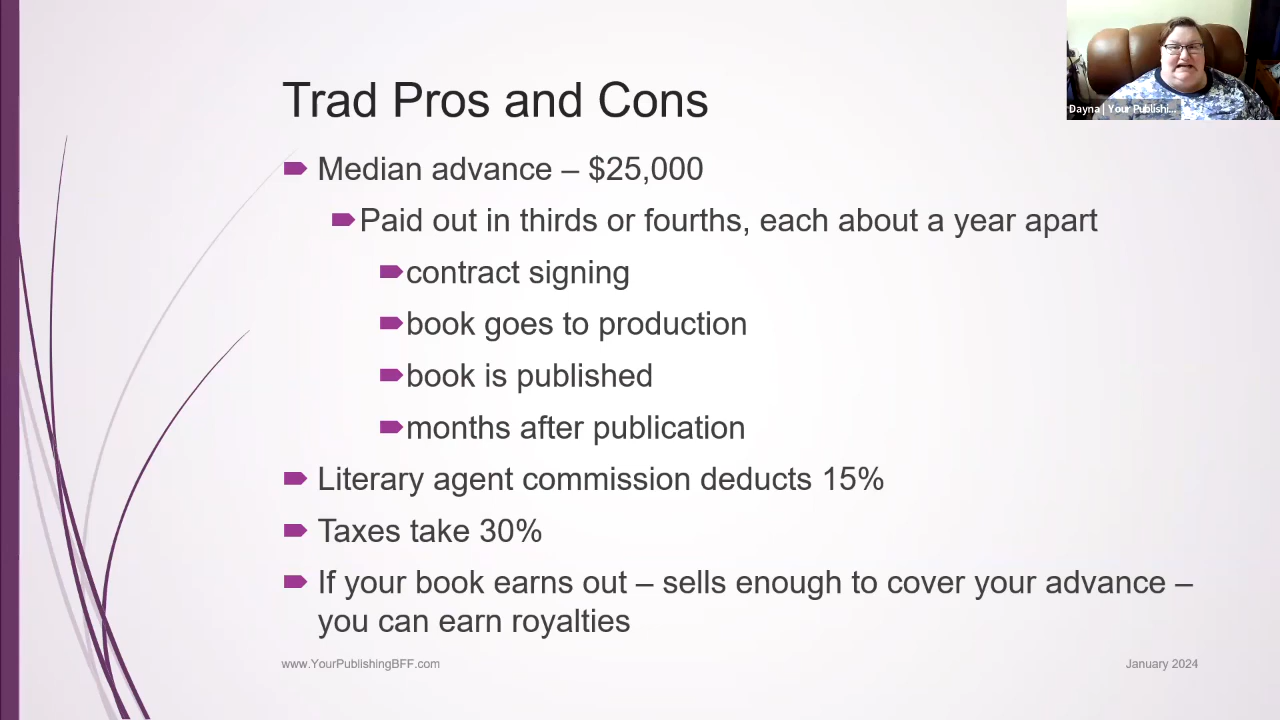 Trad Pros and Cons
Dayna | Your Publishi...
Median advance – $25,000
Paid out in thirds or fourths, each about a year apart
contract signing
book goes to production
book is published
months after publication
Literary agent commission deducts 15%
Taxes take 30%
If your book earns out – sells enough to cover your advance –
you can earn royalties
www.YourPublishingBFF.com
January 2024